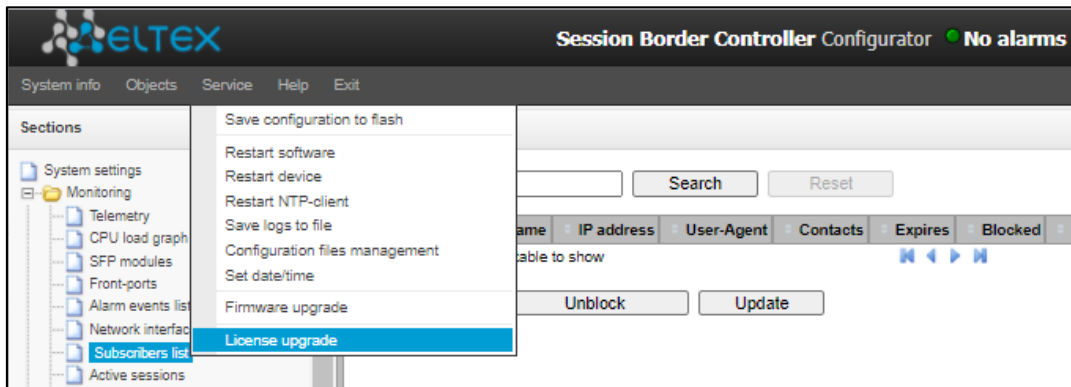 ELTEX
Session Border Controller Configurator No alarms
System info Objects Service Help Exit
Sections
System settings
Monitoring
Telemetry
CPU load graph
SFP modules
Front-ports
Alarm events list
Network interfac
Subscribers list
Active sessions
Save configuration to flash
Restart software
Restart device
Restart NTP-client
Save logs to file
Configuration files management
Set date/time
Firmware upgrade
License upgrade
Search Reset
ame IP address User-Agent Contacts Expires Blocked
table to show
Unblock Update